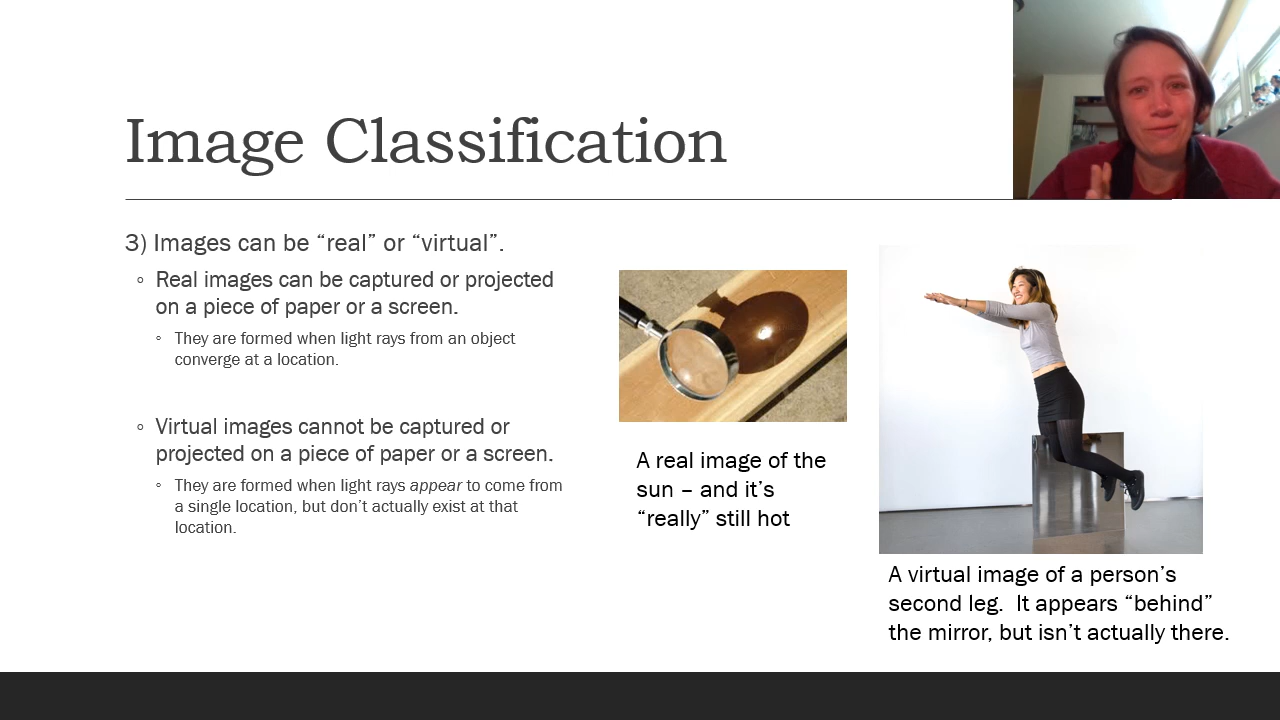 Image Classification
3) Images can be “real” or “virtual”.
◦ Real images can be captured or projected
on a piece of paper or a screen.
◦ They are formed when light rays from an object
converge at a location.
◦ Virtual images cannot be captured or
projected on a piece of paper or a screen.
◦ They are formed when light rays appear to come from
a single location, but don’t actually exist at that
location.
A real image of the
sun – and it’s
“really” still hot
A virtual image of a person’s
second leg.  It appears “behind”
the mirror, but isn’t actually there.